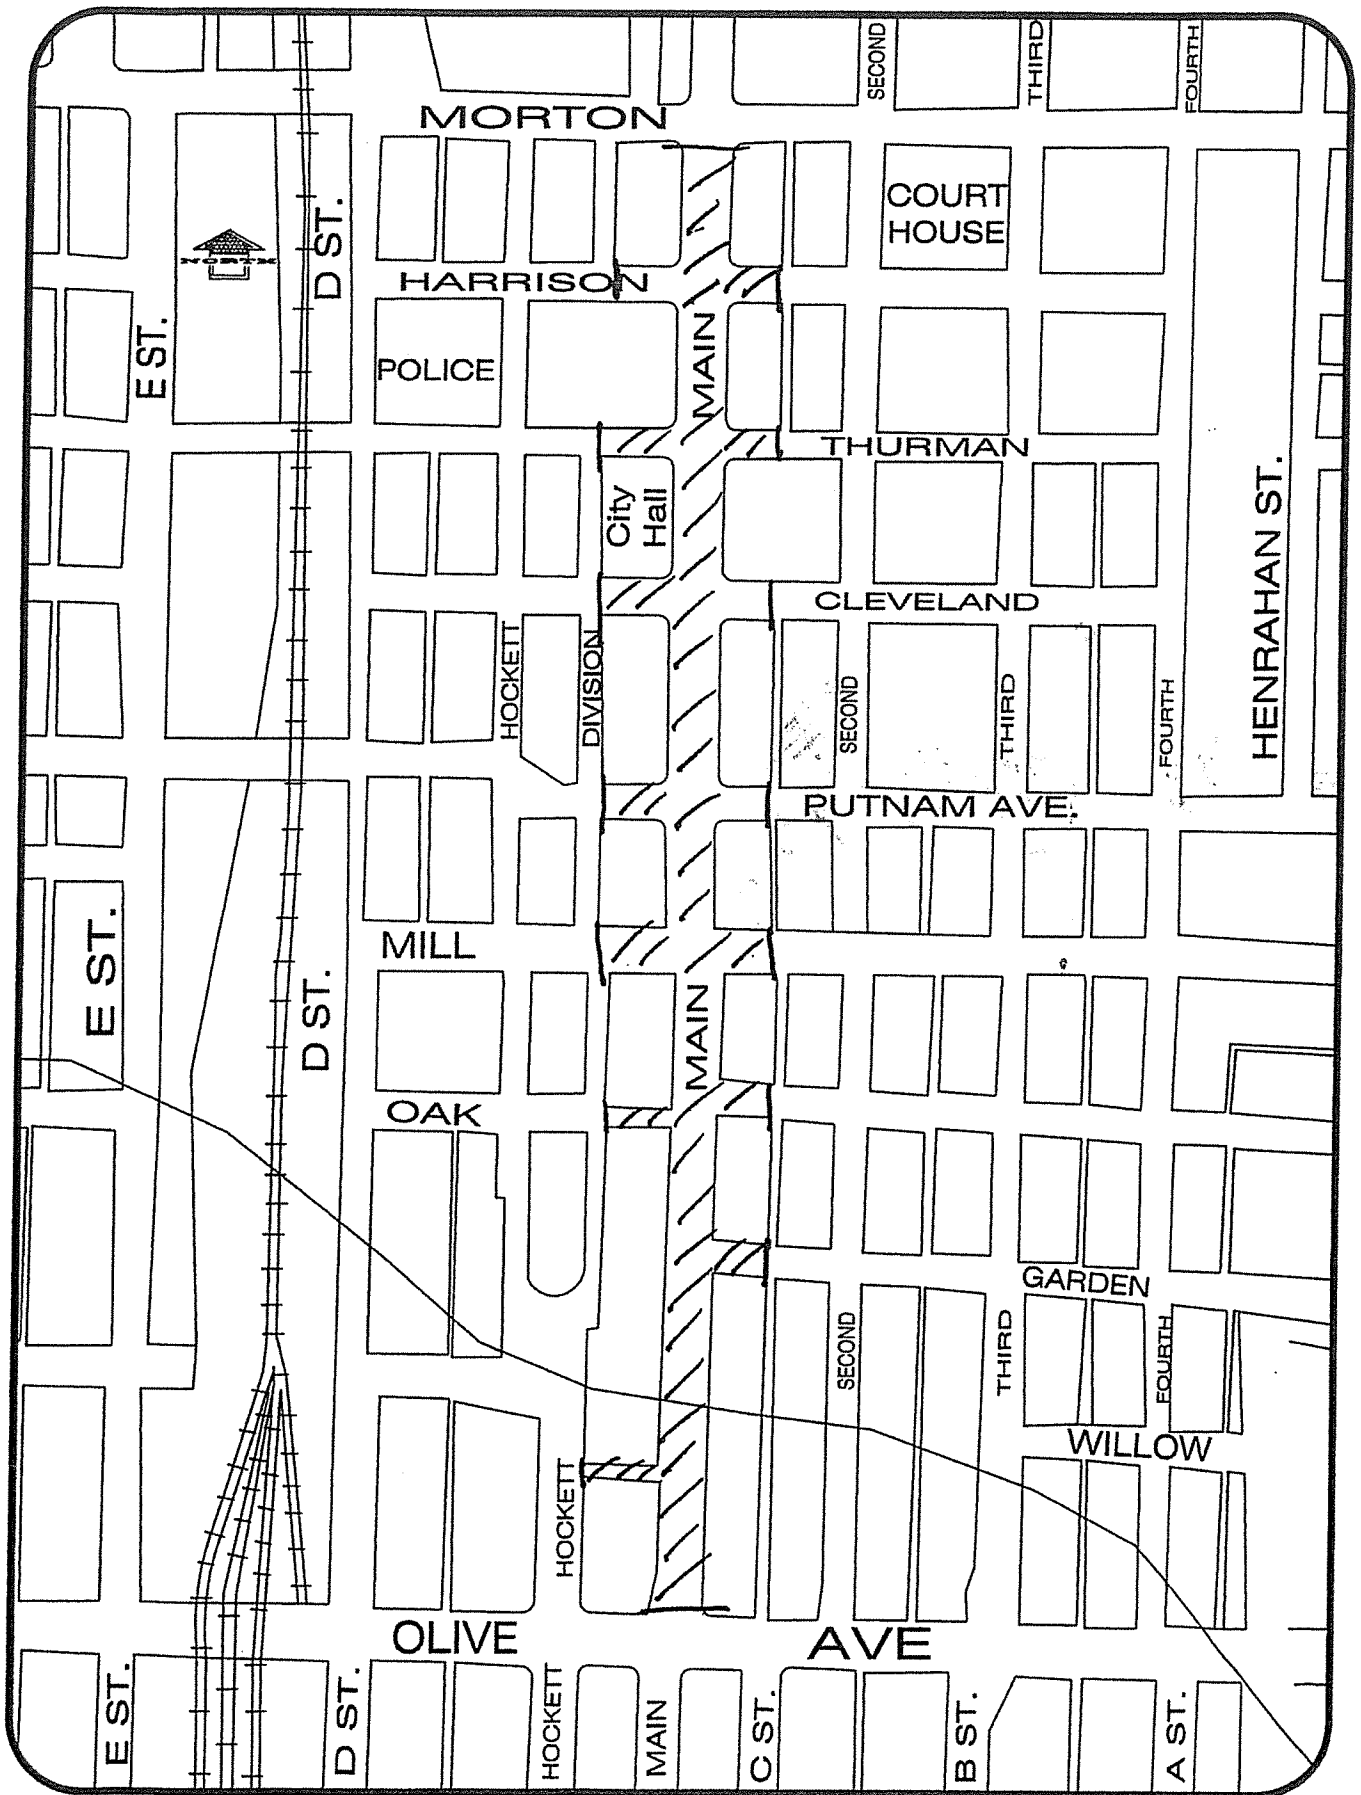 SECOND
THIRD
FOURTH
MORTON
COURT
HOUSE
NORTH
D ST.
HARRISON
E ST.
POLICE
MAIN
THURMAN
City
Hall
HENRAHAN ST.
CLEVELAND
HOCKETT
DIVISION
SECOND
THIRD
FOURTH
PUTNAM AVE.
E ST.
MILL
D ST.
MAIN
OAK
GARDEN
SECOND
THIRD
FOURTH
WILLOW
HOCKETT
OLIVE
AVE
E ST.
D ST.
HOCKETT
MAIN
C ST.
B ST.
A ST.